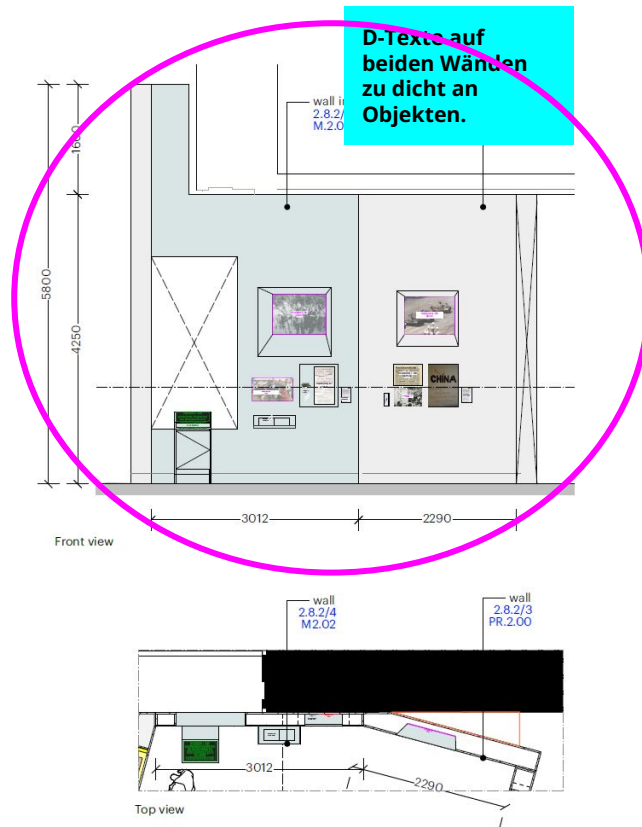 D-Texte auf
beiden Wänden
zu dicht an
Objekten.
wall
2.8.2/
M.2.0
1600
5800
4250
CHINA
3012
2290
Front view
wall
2.8.2/4
M2.02
wall
2.8.2/3
PR.2.00
3012
2290
Top view